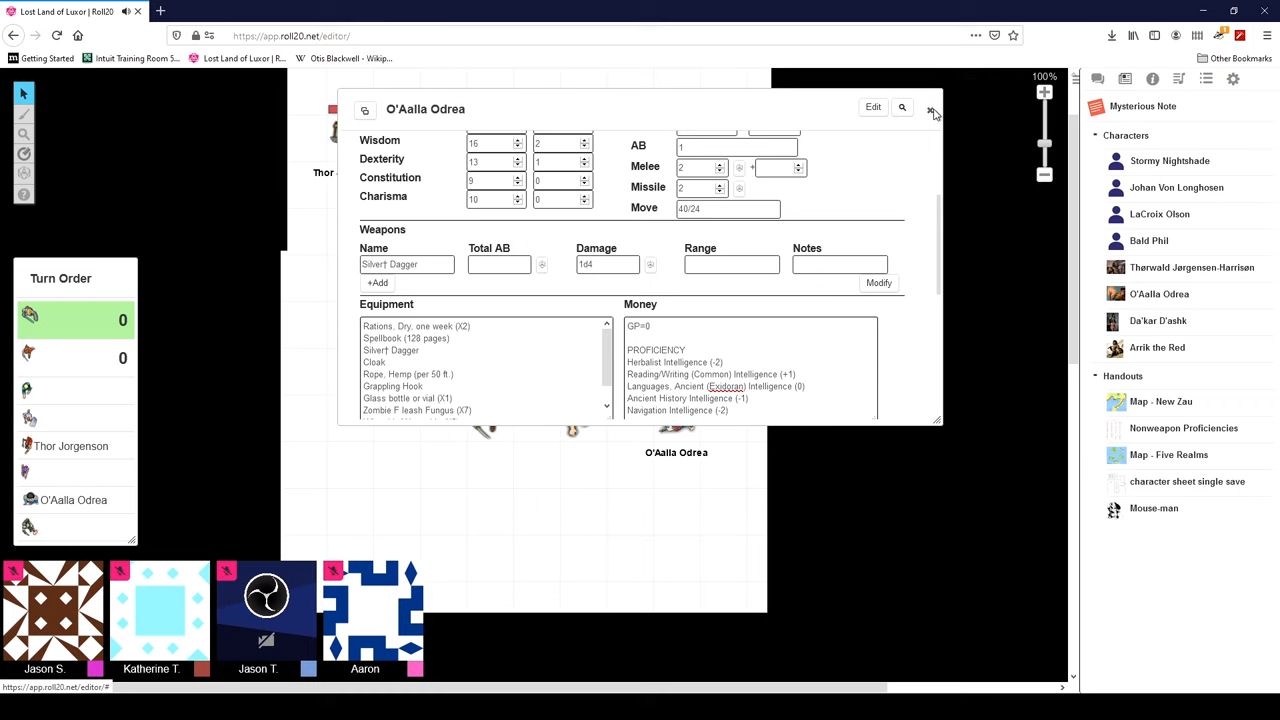 Lost Land of Luxor | Roll20
https://app.roll20.net/editor/
Getting Started
Intuit Training Room 5...
Lost Land of Luxor | R...
Otis Blackwell - Wikip...
Other Bookmarks
100%
O'Aalla Odrea
Edit
Wisdom 16 2
Dexterity 13 1
Constitution 9 0
Charisma 10 0
AB 1
Melee 2 +
Missile 2
Move 40/24
Weapons
Name Total AB Damage Range Notes
Silver† Dagger 1d4
+Add Modify
Equipment
Rations, Dry, one week (X2)
Spellbook (128 pages)
Silver† Dagger
Cloak
Rope, Hemp (per 50 ft.)
Grappling Hook
Glass bottle or vial (X1)
Zombie F leash Fungus (X7)
Money
GP=0
PROFICIENCY
Herbalist Intelligence (-2)
Reading/Writing (Common) Intelligence (+1)
Languages, Ancient (Exidoran) Intelligence (0)
Ancient History Intelligence (-1)
Navigation Intelligence (-2)
Thor
O'Aalla Odrea
Turn Order
0
0
Thor Jorgenson
O'Aalla Odrea
Jason S.
Katherine T.
Jason T.
Aaron
https://app.roll20.net/editor/#
Mysterious Note
Characters
Stormy Nightshade
Johan Von Longhosen
LaCroix Olson
Bald Phil
Thørwald Jørgensen-Harrisøn
O'Aalla Odrea
Da'kar D'ashk
Arrik the Red
Handouts
Map - New Zau
Nonweapon Proficiencies
Map - Five Realms
character sheet single save
Mouse-man